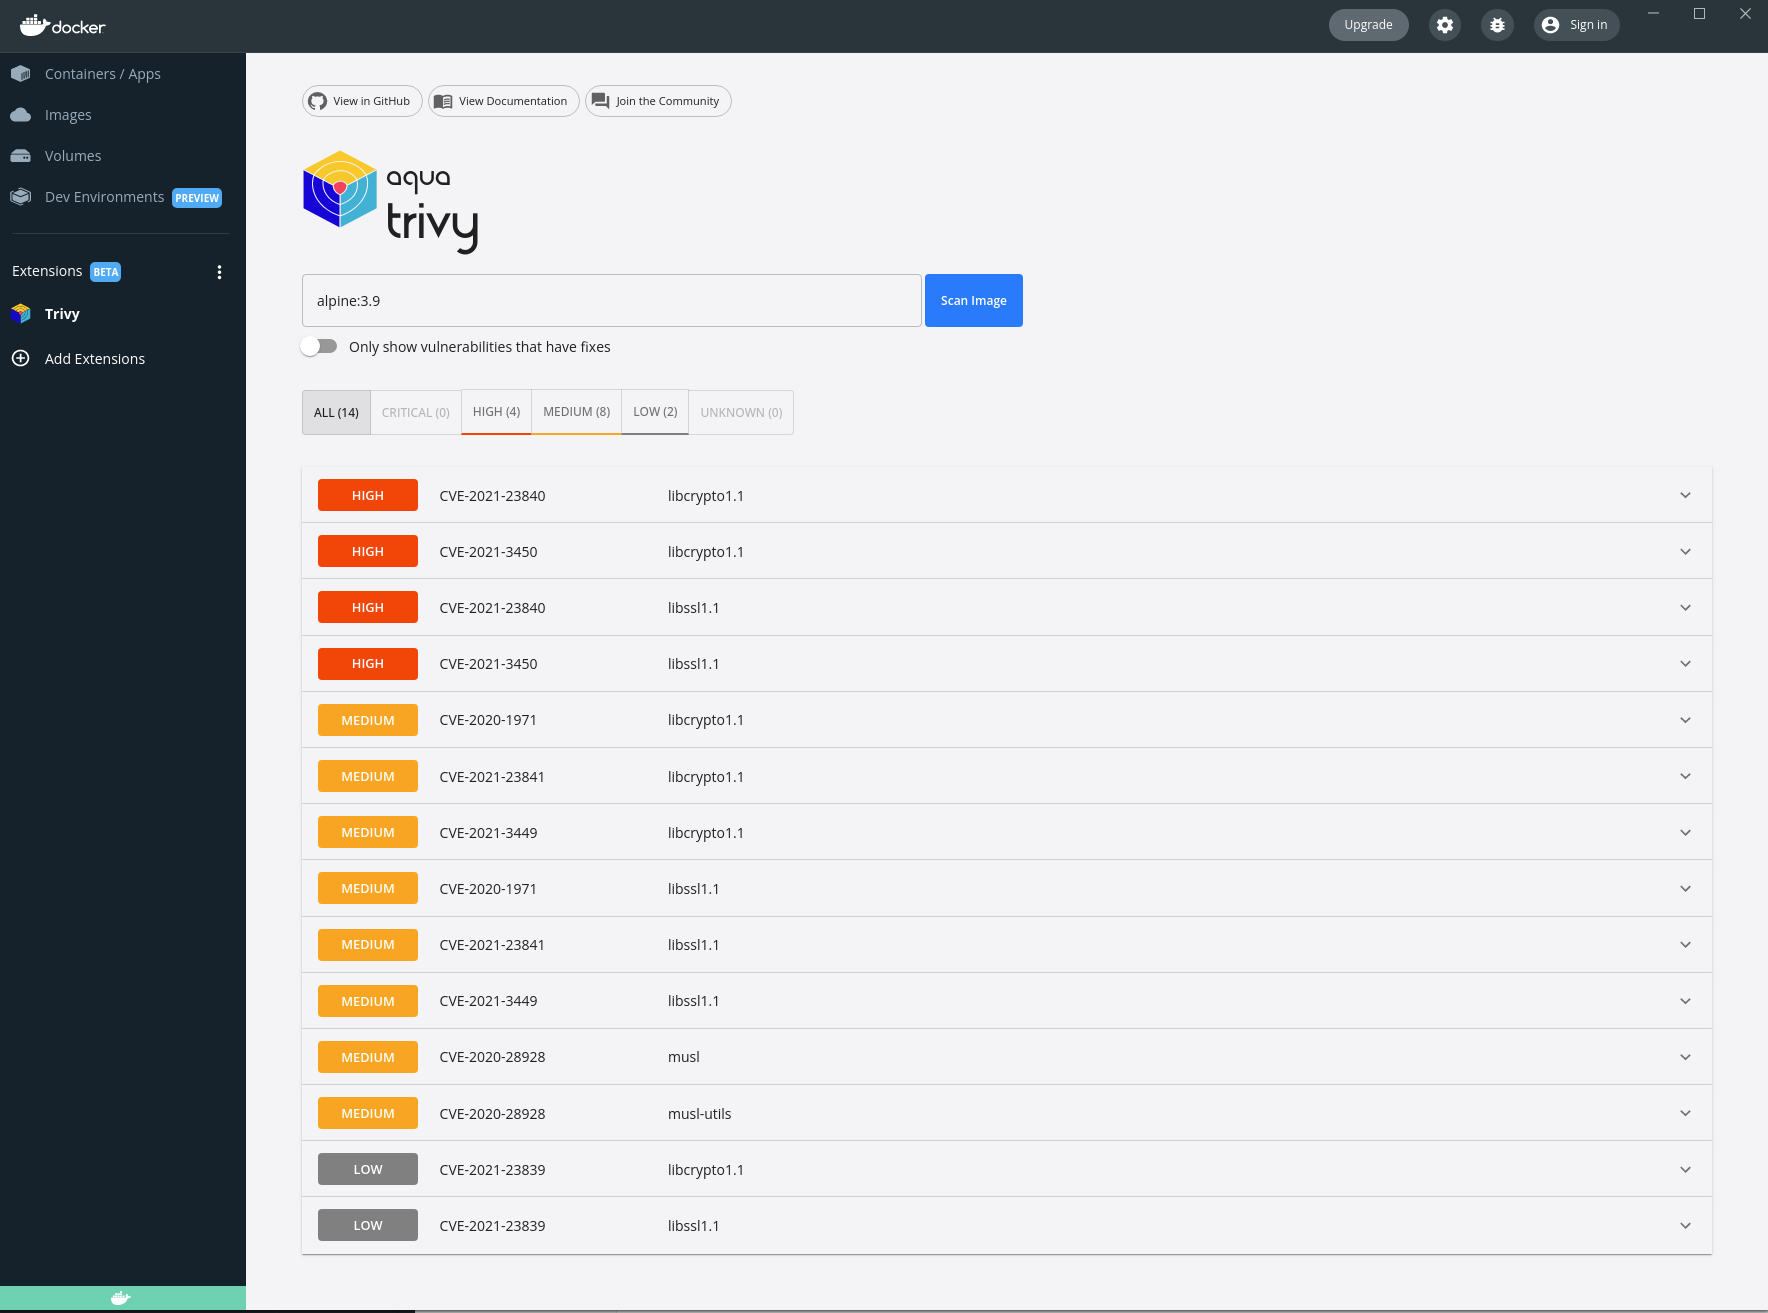 docker
Upgrade
Sign in
Containers / Apps
Images
Volumes
Dev Environments PREVIEW
Extensions BETA
Trivy
Add Extensions
View in GitHub View Documentation Join the Community
aqua
trivy
alpine:3.9 Scan Image
Only show vulnerabilities that have fixes
ALL (14) CRITICAL (0) HIGH (4) MEDIUM (8) LOW (2) UNKNOWN (0)
HIGH CVE-2021-23840 libcrypto1.1
HIGH CVE-2021-3450 libcrypto1.1
HIGH CVE-2021-23840 libssl1.1
HIGH CVE-2021-3450 libssl1.1
MEDIUM CVE-2020-1971 libcrypto1.1
MEDIUM CVE-2021-23841 libcrypto1.1
MEDIUM CVE-2021-3449 libcrypto1.1
MEDIUM CVE-2020-1971 libssl1.1
MEDIUM CVE-2021-23841 libssl1.1
MEDIUM CVE-2021-3449 libssl1.1
MEDIUM CVE-2020-28928 musl
MEDIUM CVE-2020-28928 musl-utils
LOW CVE-2021-23839 libcrypto1.1
LOW CVE-2021-23839 libssl1.1